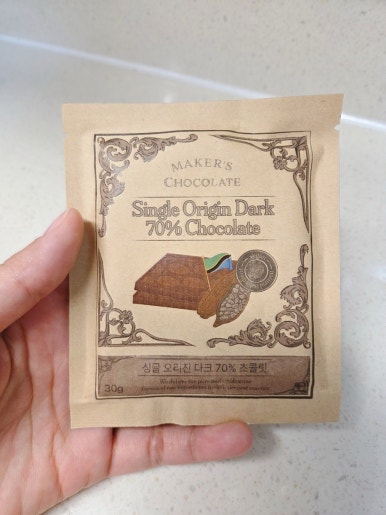 MAKER'S
CHOCOLATE
Single Origin Dark
70% Chocolate
싱글 오리진 다크 70% 초콜릿
30g